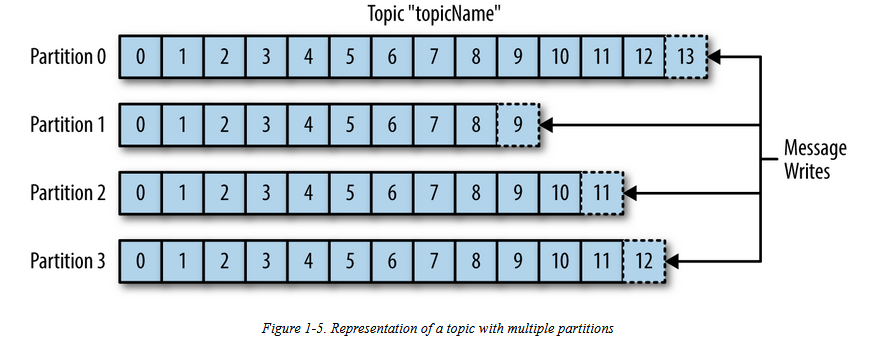 Topic "topicName"
Partition 0 0 1 2 3 4 5 6 7 8 9 10 11 12 13
Partition 1 0 1 2 3 4 5 6 7 8 9
Message
Writes
Partition 2 0 1 2 3 4 5 6 7 8 9 10 11
Partition 3 0 1 2 3 4 5 6 7 8 9 10 11 12
Figure 1-5. Representation of a topic with multiple partitions